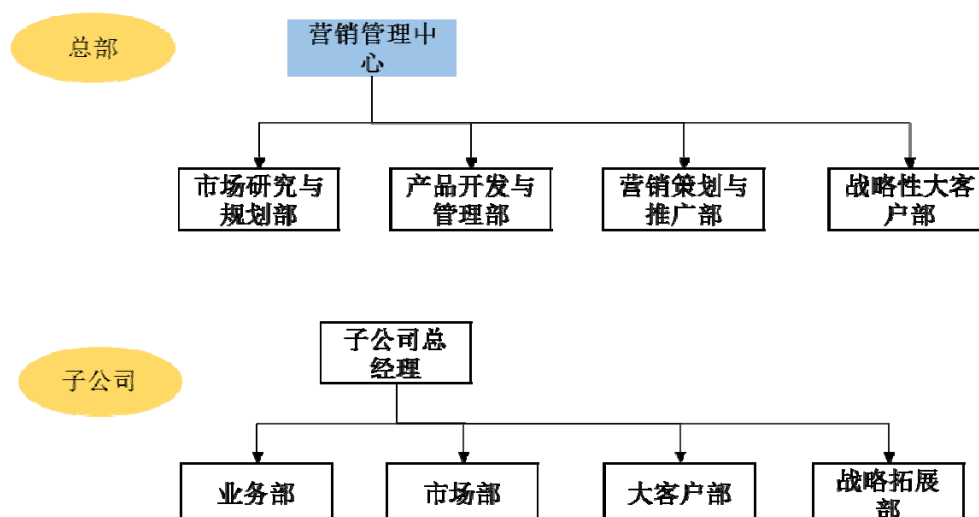 总部
营销管理中
心
市场研究与
规划部
产品开发与
管理部
营销策划与
推广部
战略性大客
户部
子公司总
经理
子公司
业务部
市场部
大客户部
战略拓展
部